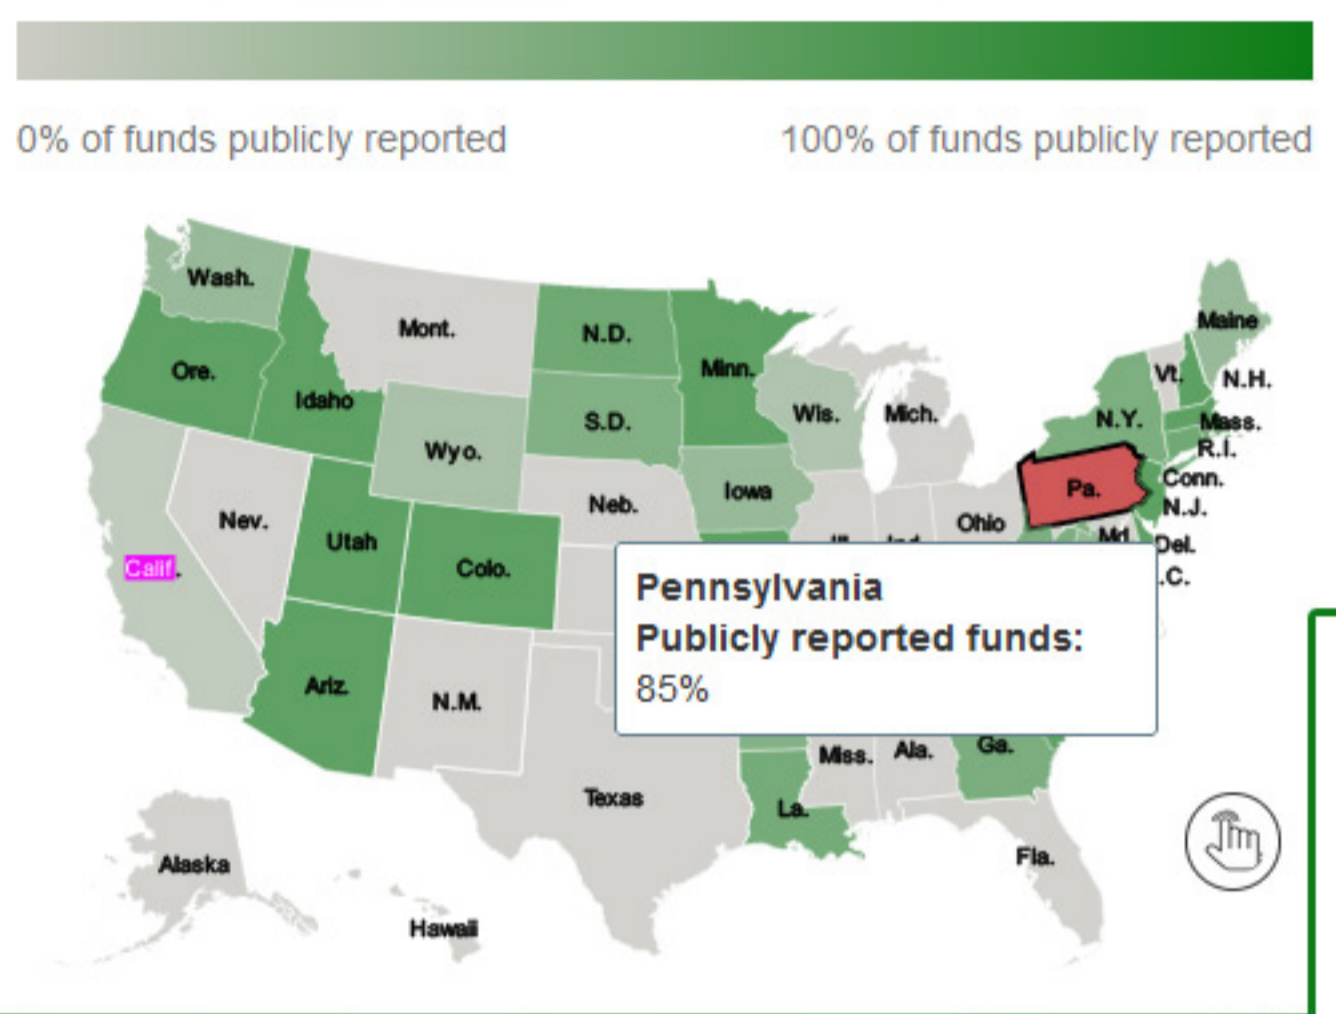 0% of funds publicly reported
100% of funds publicly reported
Wash.
Mont.
N.D.
Minn.
Maine
Ore.
Idaho
Vt.
N.H.
Wyo.
S.D.
Wis.
Mich.
N.Y.
Mass.
R.I.
Iowa
Pa.
Conn.
Neb.
N.J.
Nev.
Ohio
Utah
Md.
Del.
Calif.
Colo.
.C.
Pennsylvania
Publicly reported funds:
85%
Ariz.
N.M.
Miss.
Ala.
Ga.
Texas
La.
Fla.
Alaska
Hawaii